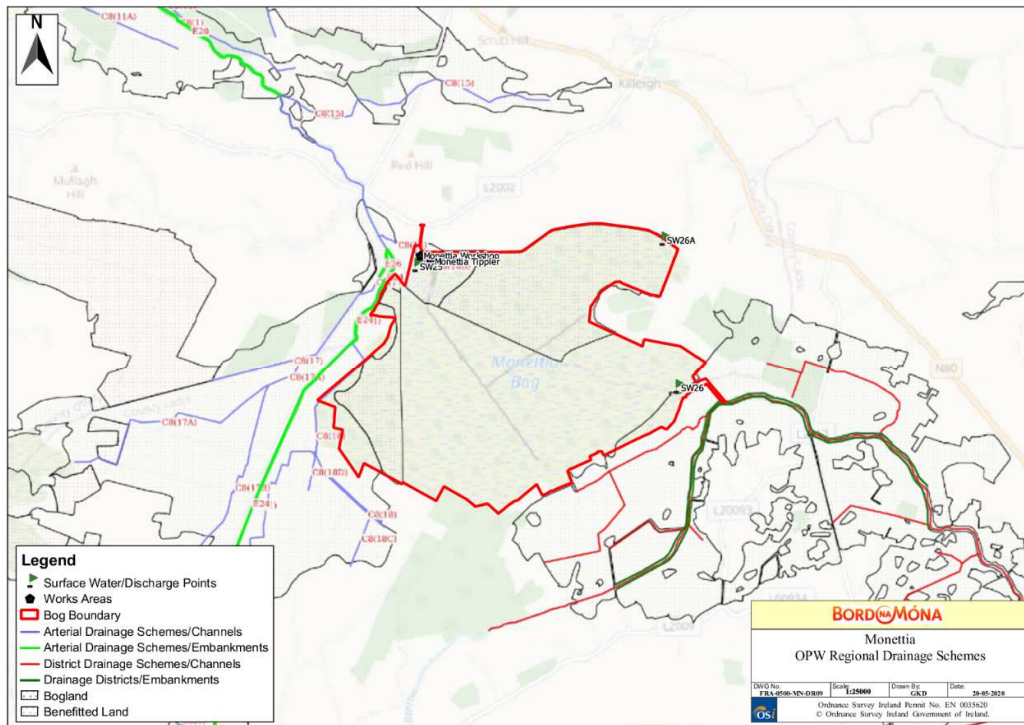 N
C8(11A)
C8(1)
E20
Scrub Hill
Killeigh
C8(15)
C8(15)
Red Hill
Mullagh
Hill
L2002
County Offaly
County Laois
SW26A
Monettia Workshop
Monettia Tippler
SW25
E26
E24()
Monettia
Bog
C8(17)
C8(17A)
N80
SW26
County Laois
C8(17A)
C8(18)
C8(18D)
C8(17B)
E24()
C8(18)
C8(18C)
L20093
L20934
L2009
Legend
Surface Water/Discharge Points
Works Areas
Bog Boundary
Arterial Drainage Schemes/Channels
Arterial Drainage Schemes/Embankments
District Drainage Schemes/Channels
Drainage Districts/Embankments
Bogland
Benefitted Land
BORD NA MÓNA
Monettia
OPW Regional Drainage Schemes
DWG No: FRA-0500-MN-DR09 Scale: 1:25000 Drawn By: GKD Date: 20-05-2020
OSi
Ordnance Survey Ireland Permit No. EN 0035620
© Ordnance Survey Ireland Government of Ireland.